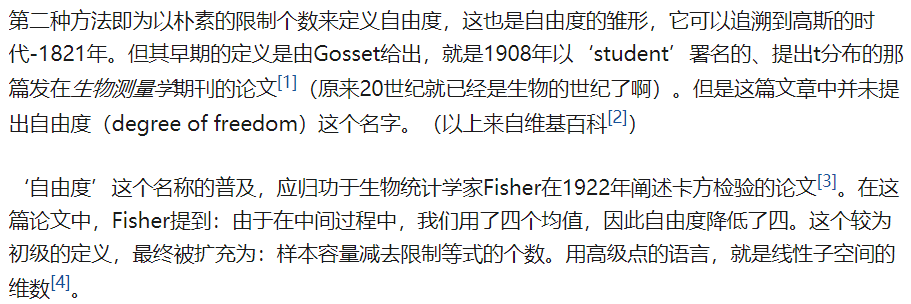 第二种方法即为以朴素的限制个数来定义自由度，这也是自由度的雏形，它可以追溯到高斯的时
代-1821年。但其早期的定义是由Gosset给出，就是1908年以‘student’署名的、提出t分布的那
篇发在生物测量学期刊的论文[1]（原来20世纪就已经是生物的世纪了啊）。但是这篇文章中并未提
出自由度（degree of freedom）这个名字。（以上来自维基百科[2]）
‘自由度’这个名称的普及，应归功于生物统计学家Fisher在1922年阐述卡方检验的论文[3]。在这
篇论文中，Fisher提到：由于在中间过程中，我们用了四个均值，因此自由度降低了四。这个较为
初级的定义，最终被扩充为：样本容量减去限制等式的个数。用高级点的语言，就是线性子空间的
维数[4]。